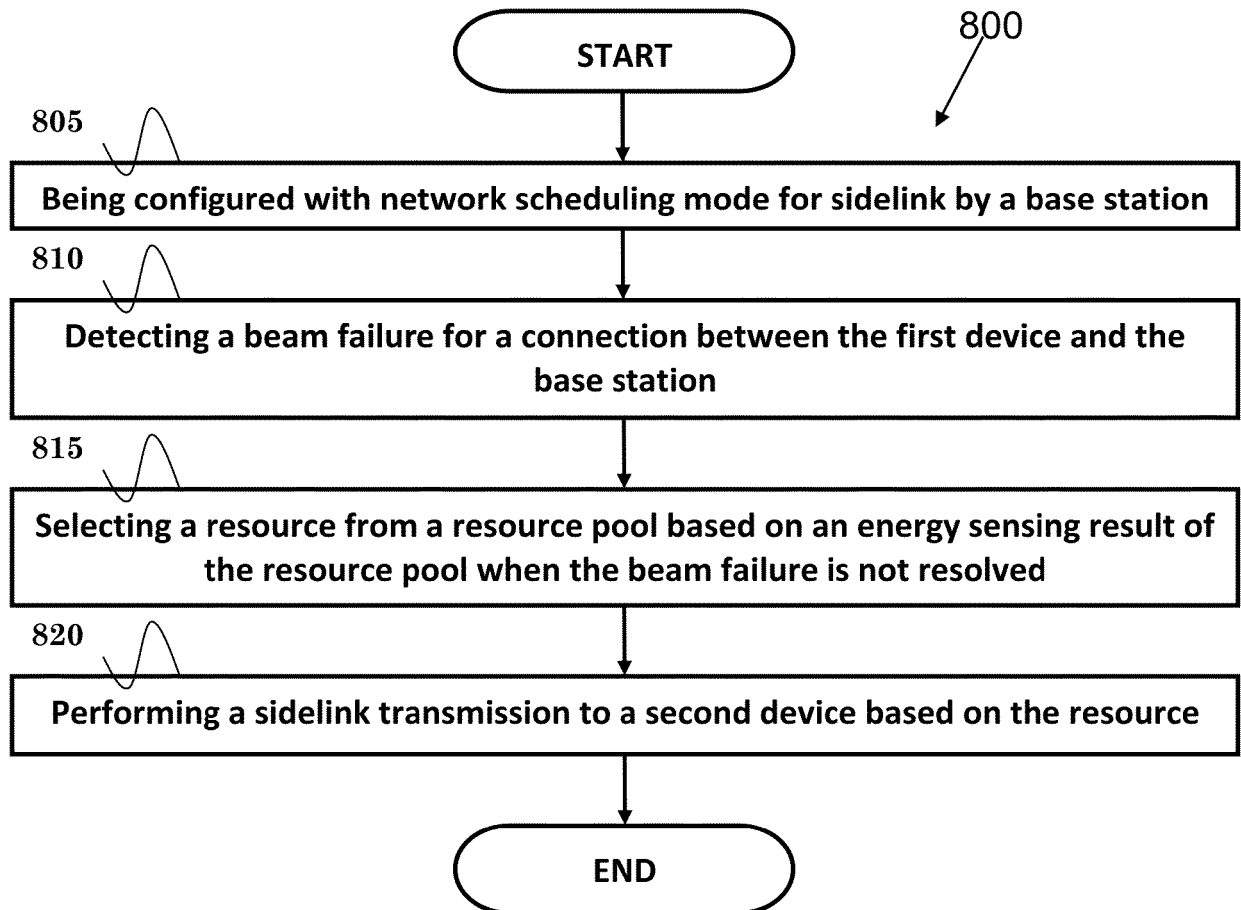 START
800
805
Being configured with network scheduling mode for sidelink by a base station
810
Detecting a beam failure for a connection between the first device and the
base station
815
Selecting a resource from a resource pool based on an energy sensing result of
the resource pool when the beam failure is not resolved
820
Performing a sidelink transmission to a second device based on the resource
END